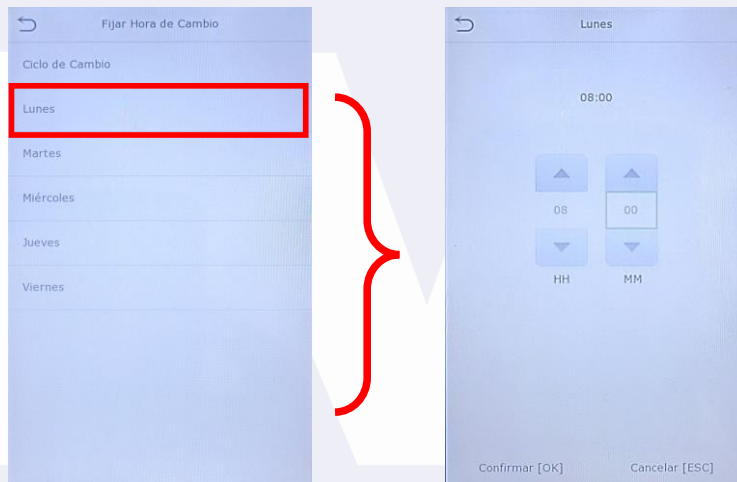 Fijar Hora de Cambio
Ciclo de Cambio
Lunes
Martes
Miércoles
Jueves
Viernes
Lunes
08:00
08 00
HH MM
Confirmar [OK] Cancelar [ESC]